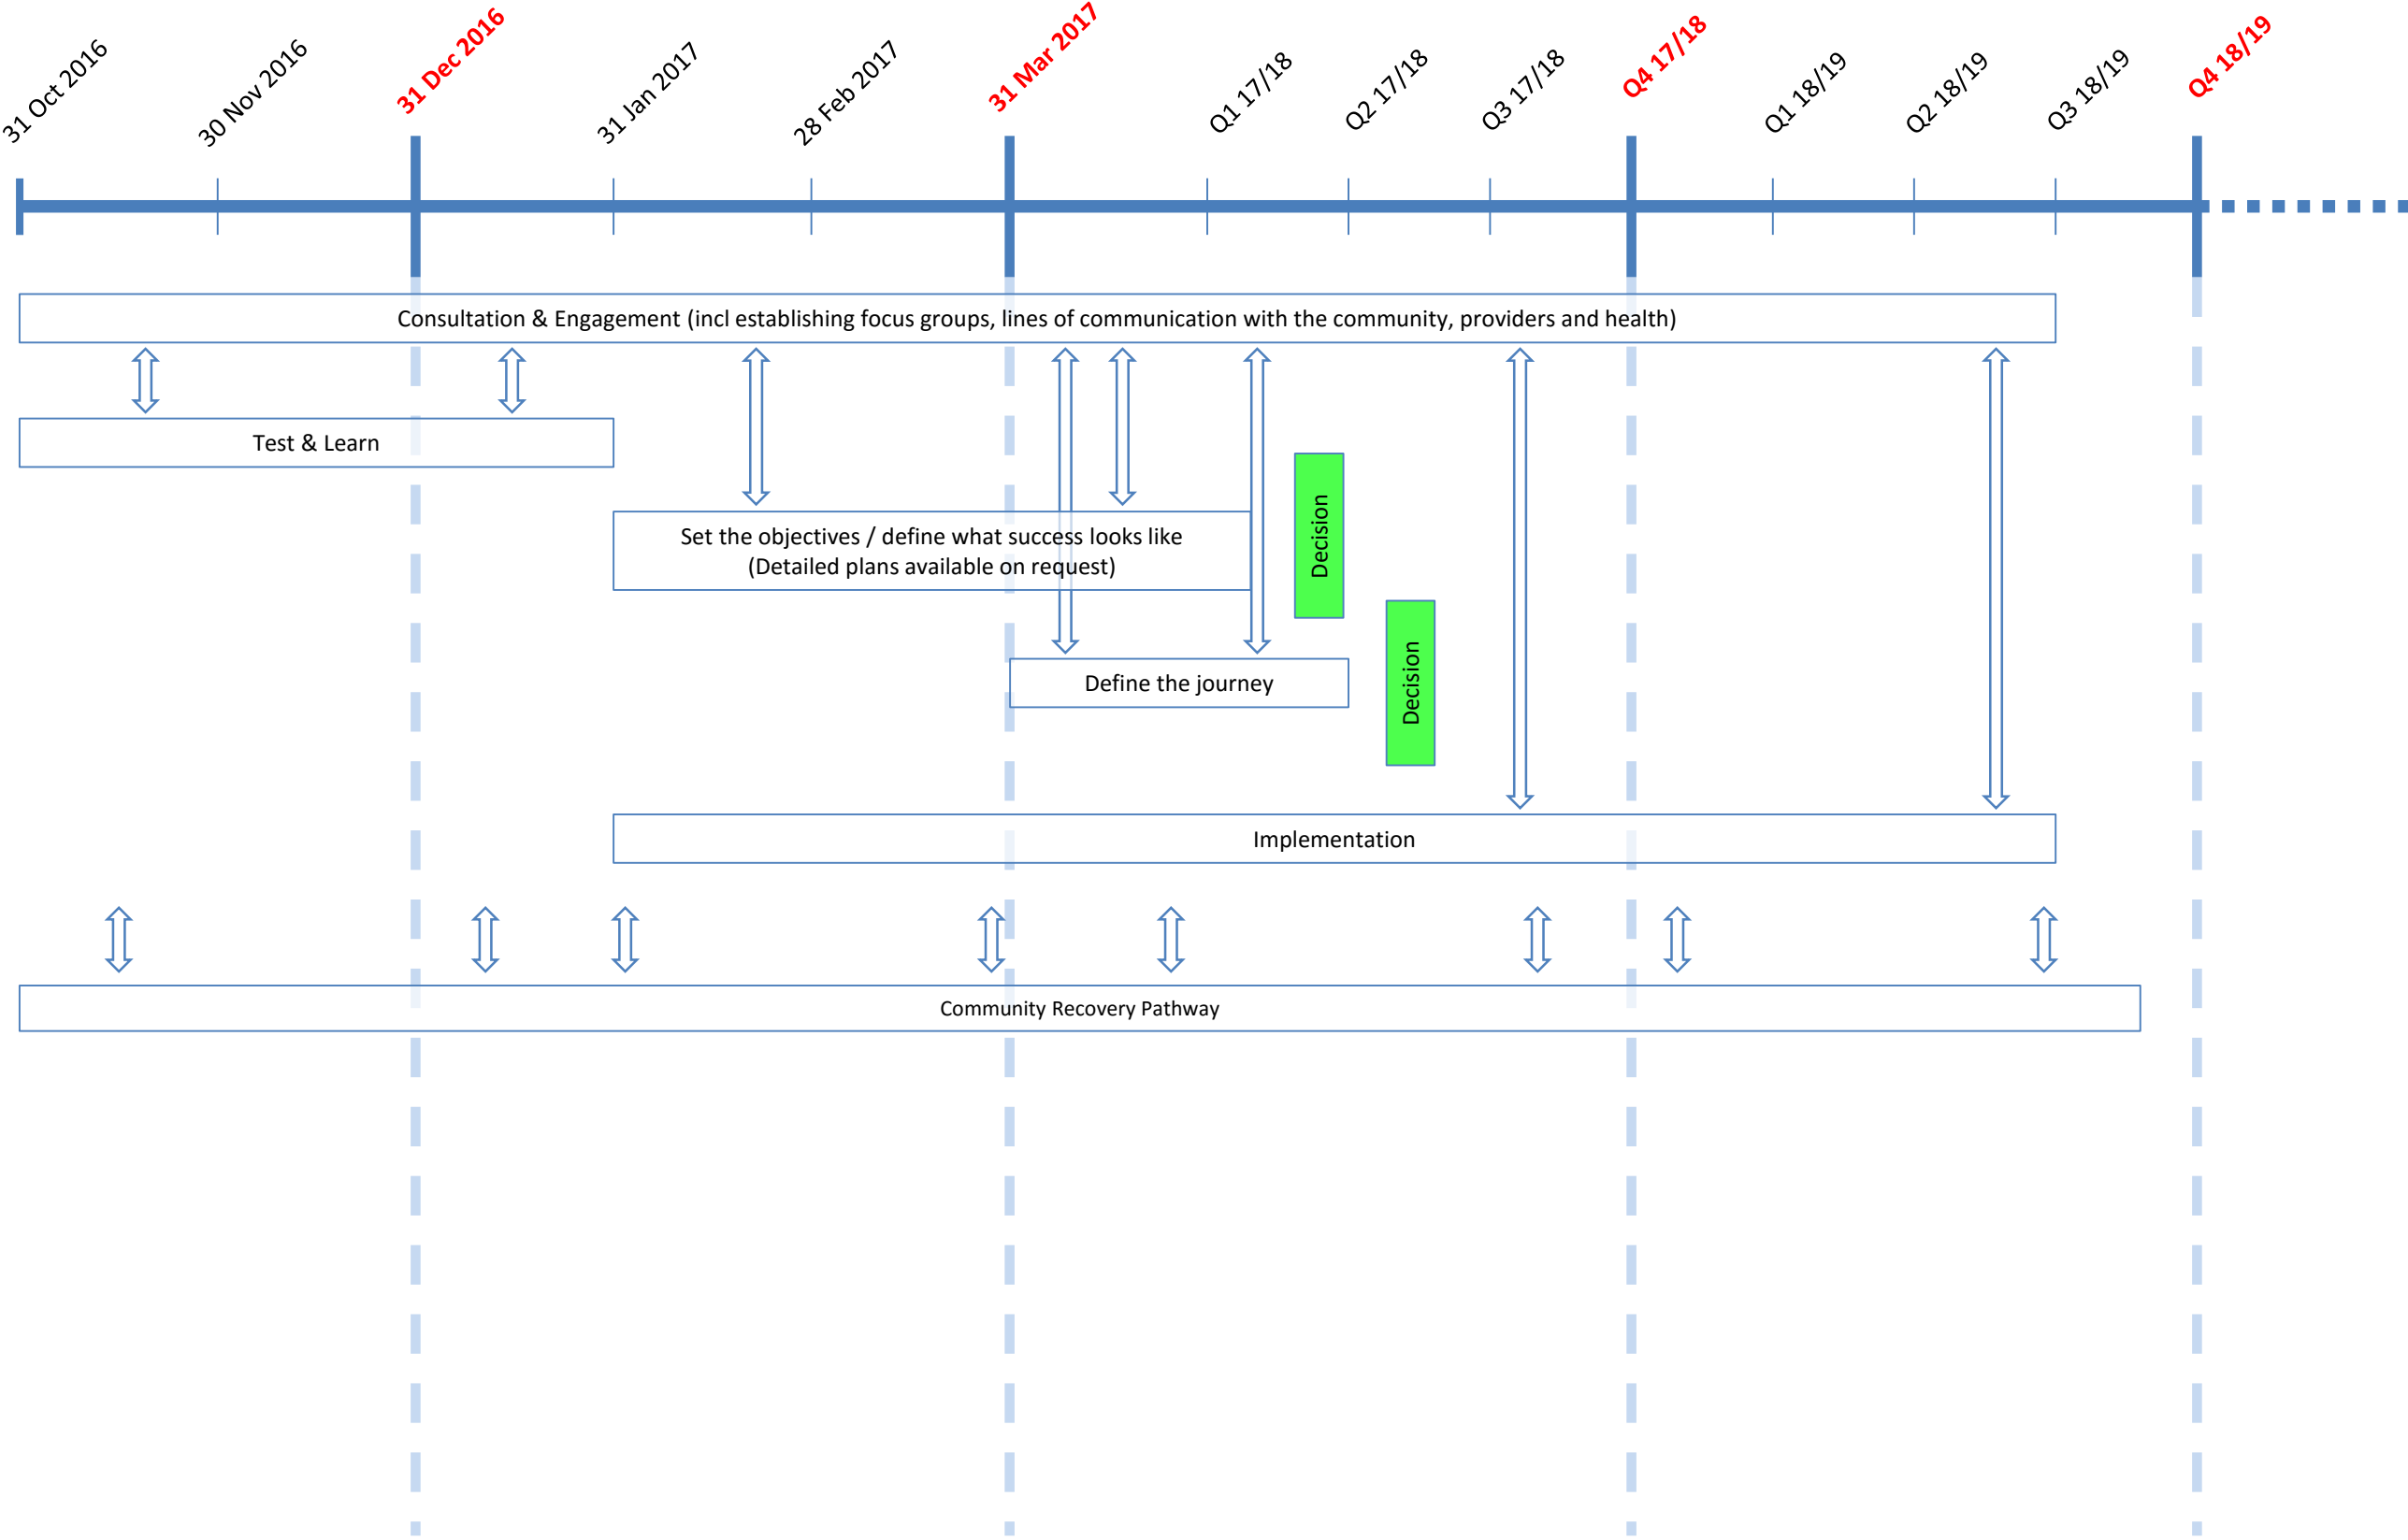 31 Oct 2016
30 Nov 2016
31 Dec 2016
31 Jan 2017
28 Feb 2017
31 Mar 2017
Q1 17/18
Q2 17/18
Q3 17/18
Q4 17/18
Q1 18/19
Q2 18/19
Q3 18/19
Q4 18/19
Consultation & Engagement (incl establishing focus groups, lines of communication with the community, providers and health)
Test & Learn
Set the objectives / define what success looks like
(Detailed plans available on request)
Decision
Define the journey
Decision
Implementation
Community Recovery Pathway